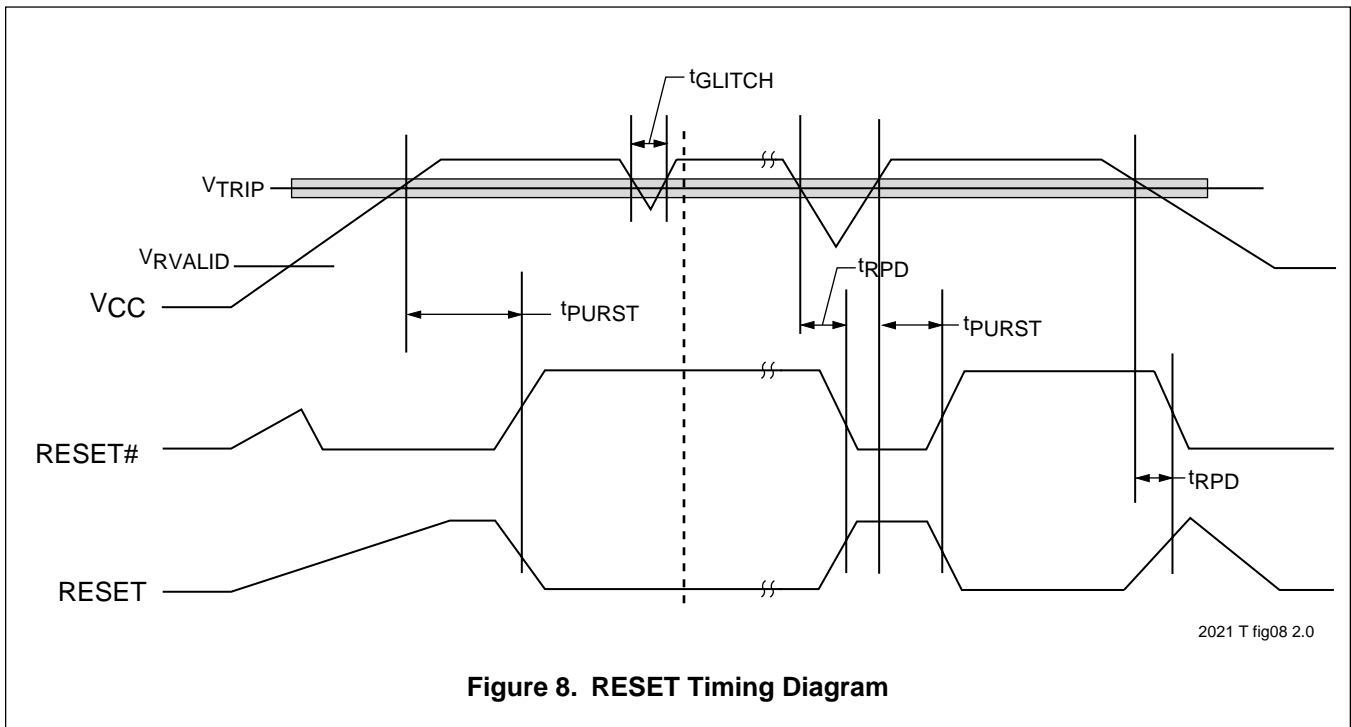 tGLITCH
VTRIP
VRVALID
tRPD
VCC
tPURST
tPURST
RESET#
tRPD
RESET
2021 T fig08 2.0
Figure 8. RESET Timing Diagram